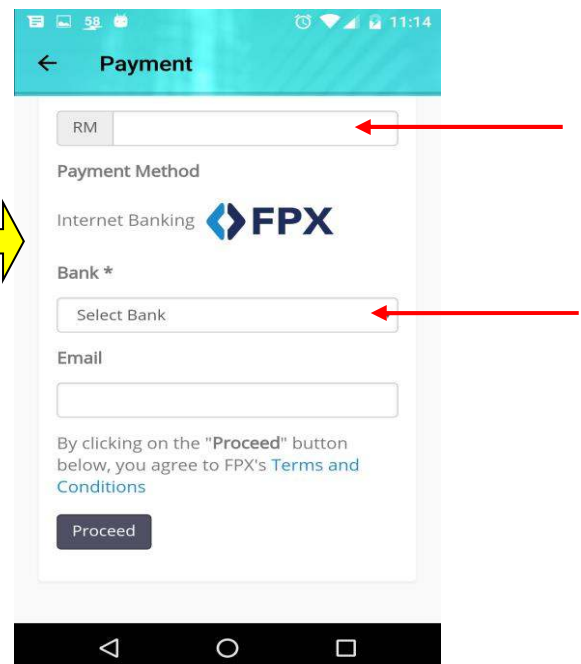 58 11:14
Payment
RM
Payment Method
Internet Banking FPX
Bank *
Select Bank
Email
By clicking on the "Proceed" button
below, you agree to FPX's Terms and
Conditions
Proceed